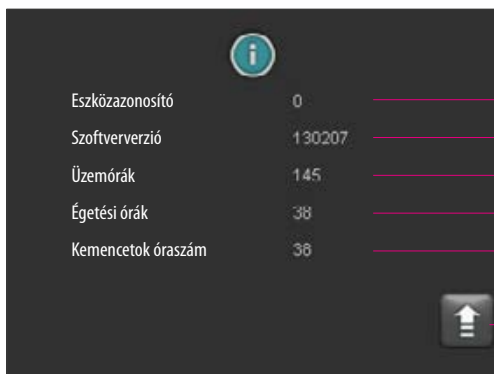 Eszközazonosító 0
Szoftververzió 130207
Üzemórák 145
Égetési órák 38
Kemencetok óraszám 38